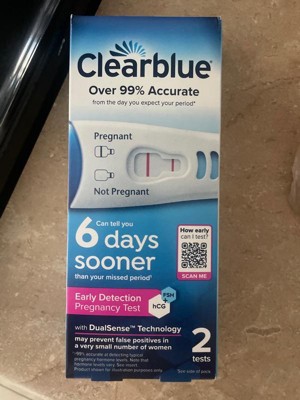 Clearblue®
Over 99% Accurate
from the day you expect your period*
Pregnant
Not Pregnant
Can tell you
6 days
sooner
than your missed period*
How early
can I test?
SCAN ME
Early Detection
Pregnancy Test
FSH
hCG
with DualSense™ Technology
may prevent false positives in
a very small number of women
2
tests